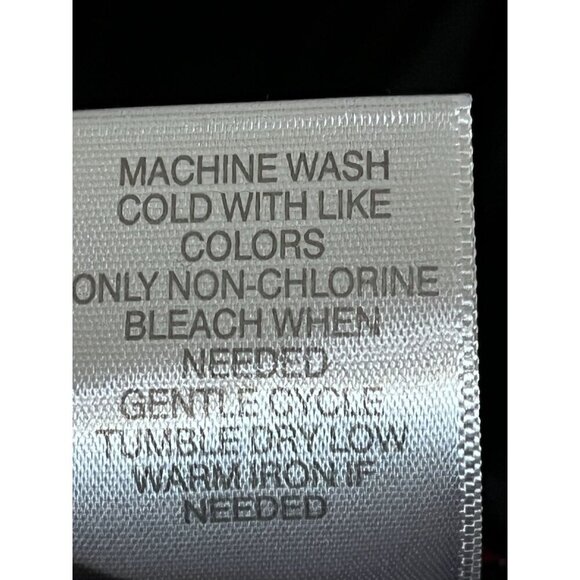 MACHINE WASH
COLD WITH LIKE
COLORS
ONLY NON-CHLORINE
BLEACH WHEN
NEEDED
GENTLE CYCLE
TUMBLE DRY LOW
WARM IRON IF
NEEDED